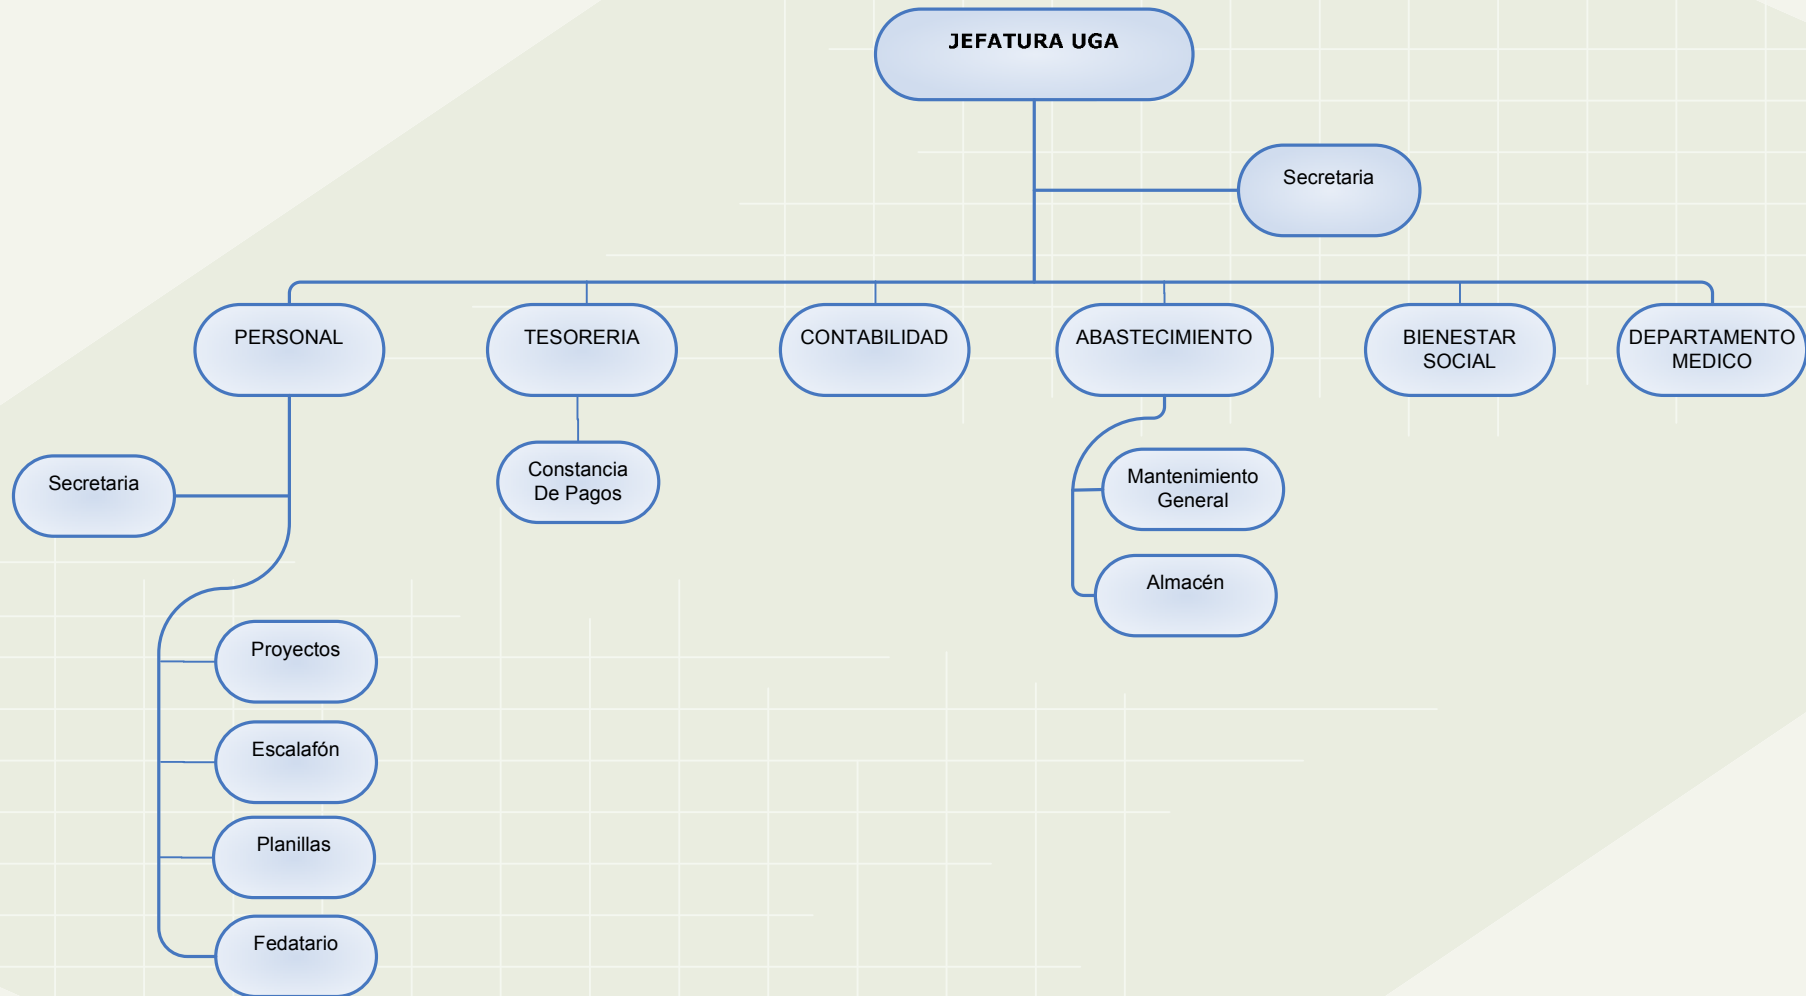 JEFATURA UGA
Secretaria
PERSONAL
TESORERIA
CONTABILIDAD
ABASTECIMIENTO
BIENESTAR
SOCIAL
DEPARTAMENTO
MEDICO
Secretaria
Constancia
De Pagos
Mantenimiento
General
Almacén
Proyectos
Escalafón
Planillas
Fedatario